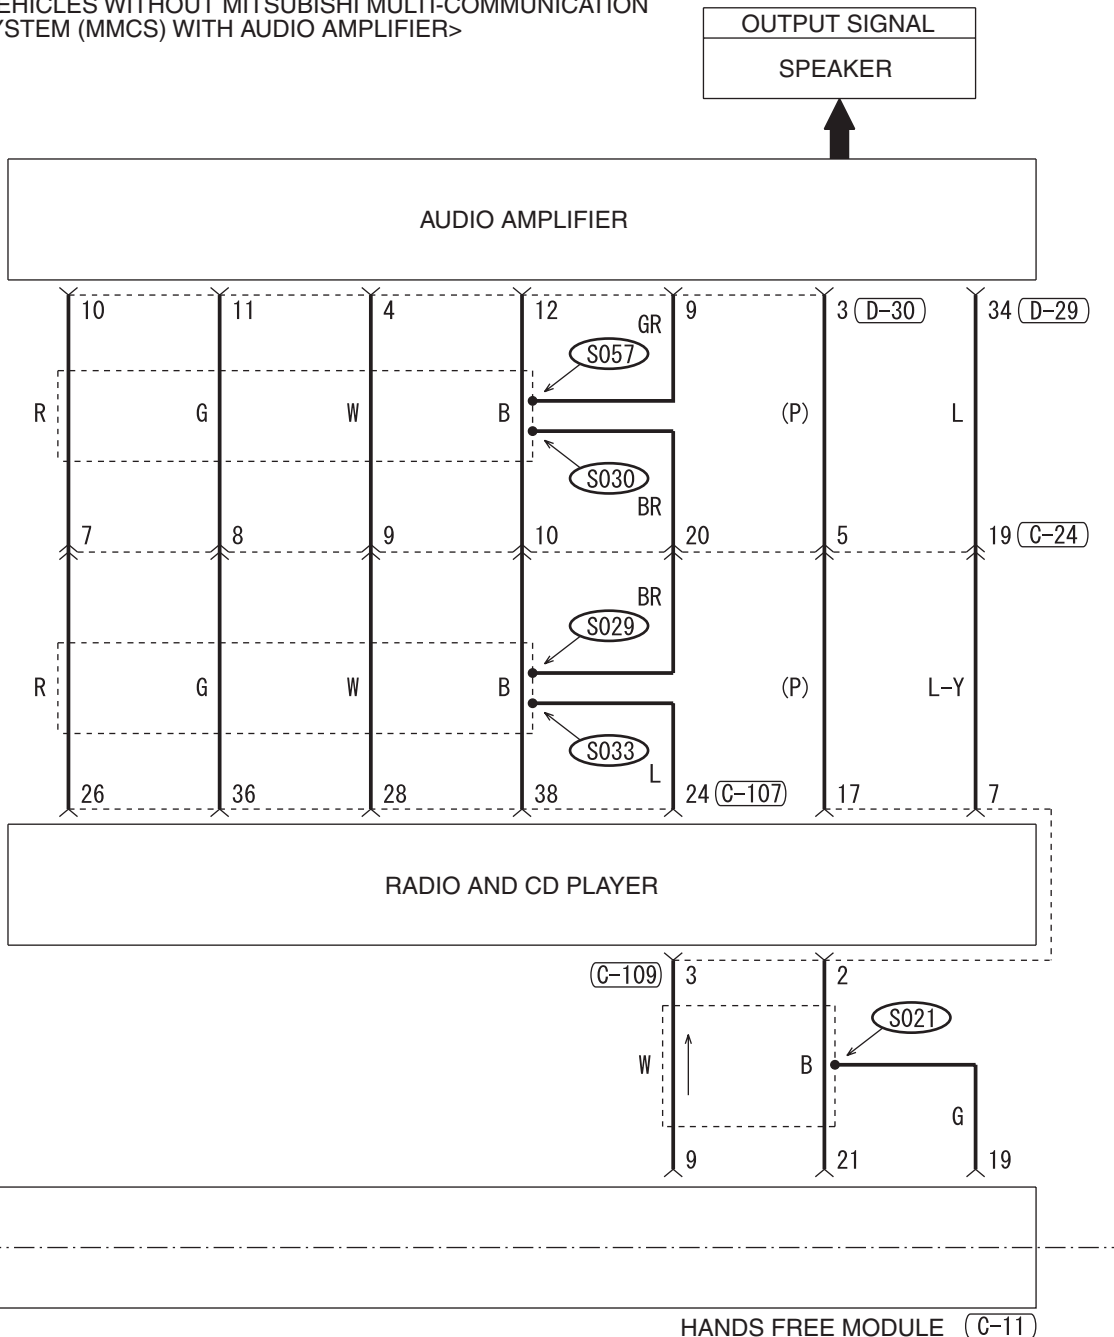 EHICLES WITHOUT MITSUBISHI MULTI-COMMUNICATION
YSTEM (MMCS) WITH AUDIO AMPLIFIER>
OUTPUT SIGNAL
SPEAKER
AUDIO AMPLIFIER
10 11 4 12 9 3 D-30 34 D-29
GR
S057
R G W B (P) L
S030
BR
7 8 9 10 20 5 19 C-24
BR
S029
R G W B (P) L-Y
S033
L
26 36 28 38 24 C-107 17 7
RADIO AND CD PLAYER
C-109 3 2
S021
W B
G
9 21 19
HANDS FREE MODULE C-11